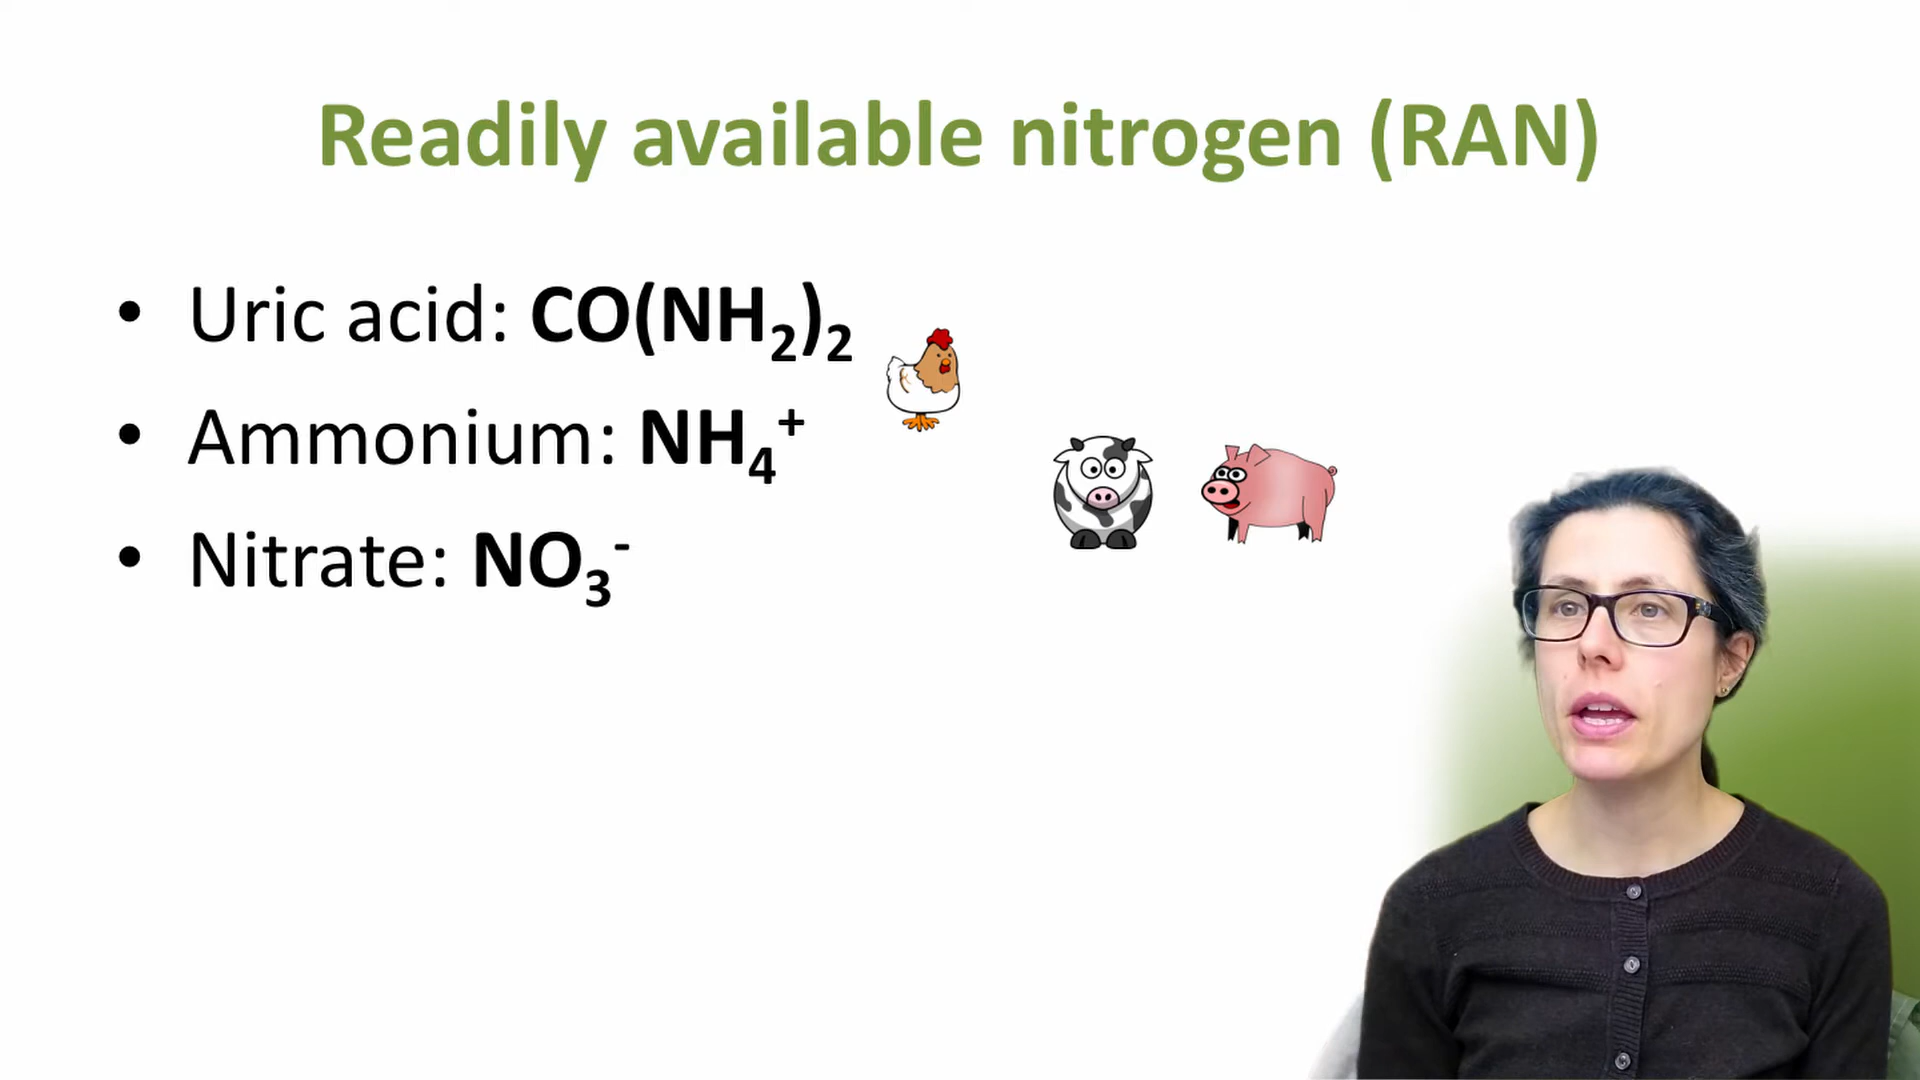 Readily available nitrogen (RAN)
• Uric acid: CO(NH₂)₂
• Ammonium: NH₄⁺
• Nitrate: NO₃⁻